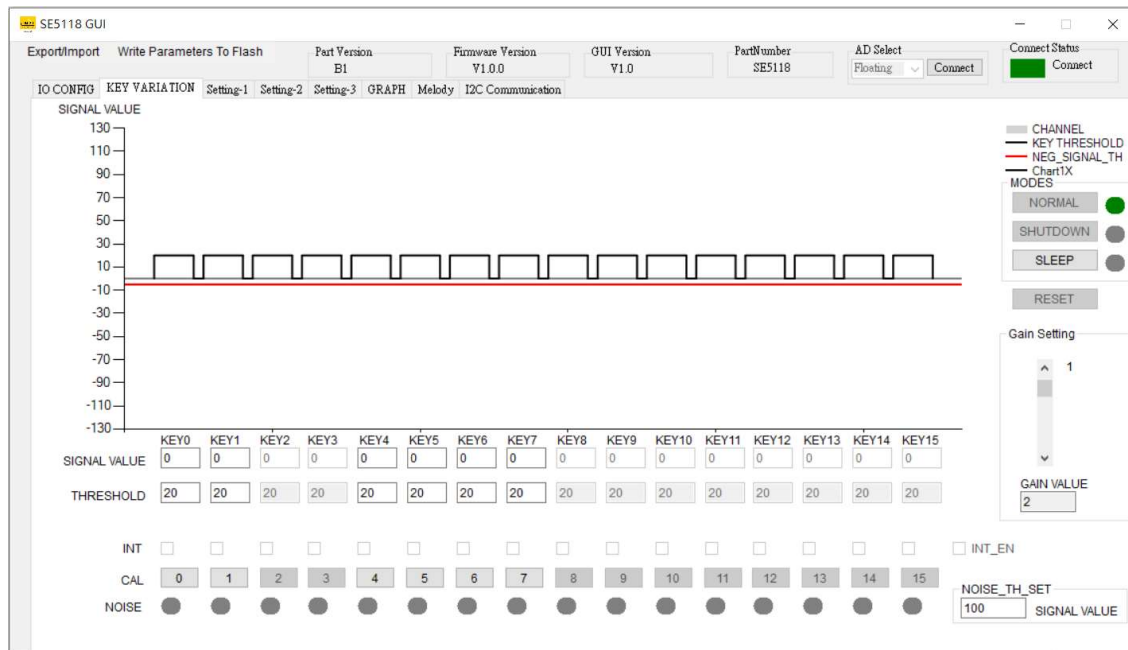 SE5118 GUI
Export/Import Write Parameters To Flash Part Version Firmware Version GUI Version PartNumber AD Select Connect Status
B1 V1.0.0 V1.0 SE5118 Floating Connect Connect
IO CONFIG KEY VARIATION Setting-1 Setting-2 Setting-3 GRAPH Melody I2C Communication
SIGNAL VALUE
130
110
90
70
50
30
10
-10
-30
-50
-70
-90
-110
-130
CHANNEL
KEY THRESHOLD
NEG_SIGNAL_TH
Chart1X
MODES
NORMAL
SHUTDOWN
SLEEP
RESET
Gain Setting
1
GAIN VALUE
2
KEY0 KEY1 KEY2 KEY3 KEY4 KEY5 KEY6 KEY7 KEY8 KEY9 KEY10 KEY11 KEY12 KEY13 KEY14 KEY15
SIGNAL VALUE 0 0 0 0 0 0 0 0 0 0 0 0 0 0 0 0
THRESHOLD 20 20 20 20 20 20 20 20 20 20 20 20 20 20 20 20
INT INT_EN
CAL 0 1 2 3 4 5 6 7 8 9 10 11 12 13 14 15
NOISE
NOISE_TH_SET
100 SIGNAL VALUE